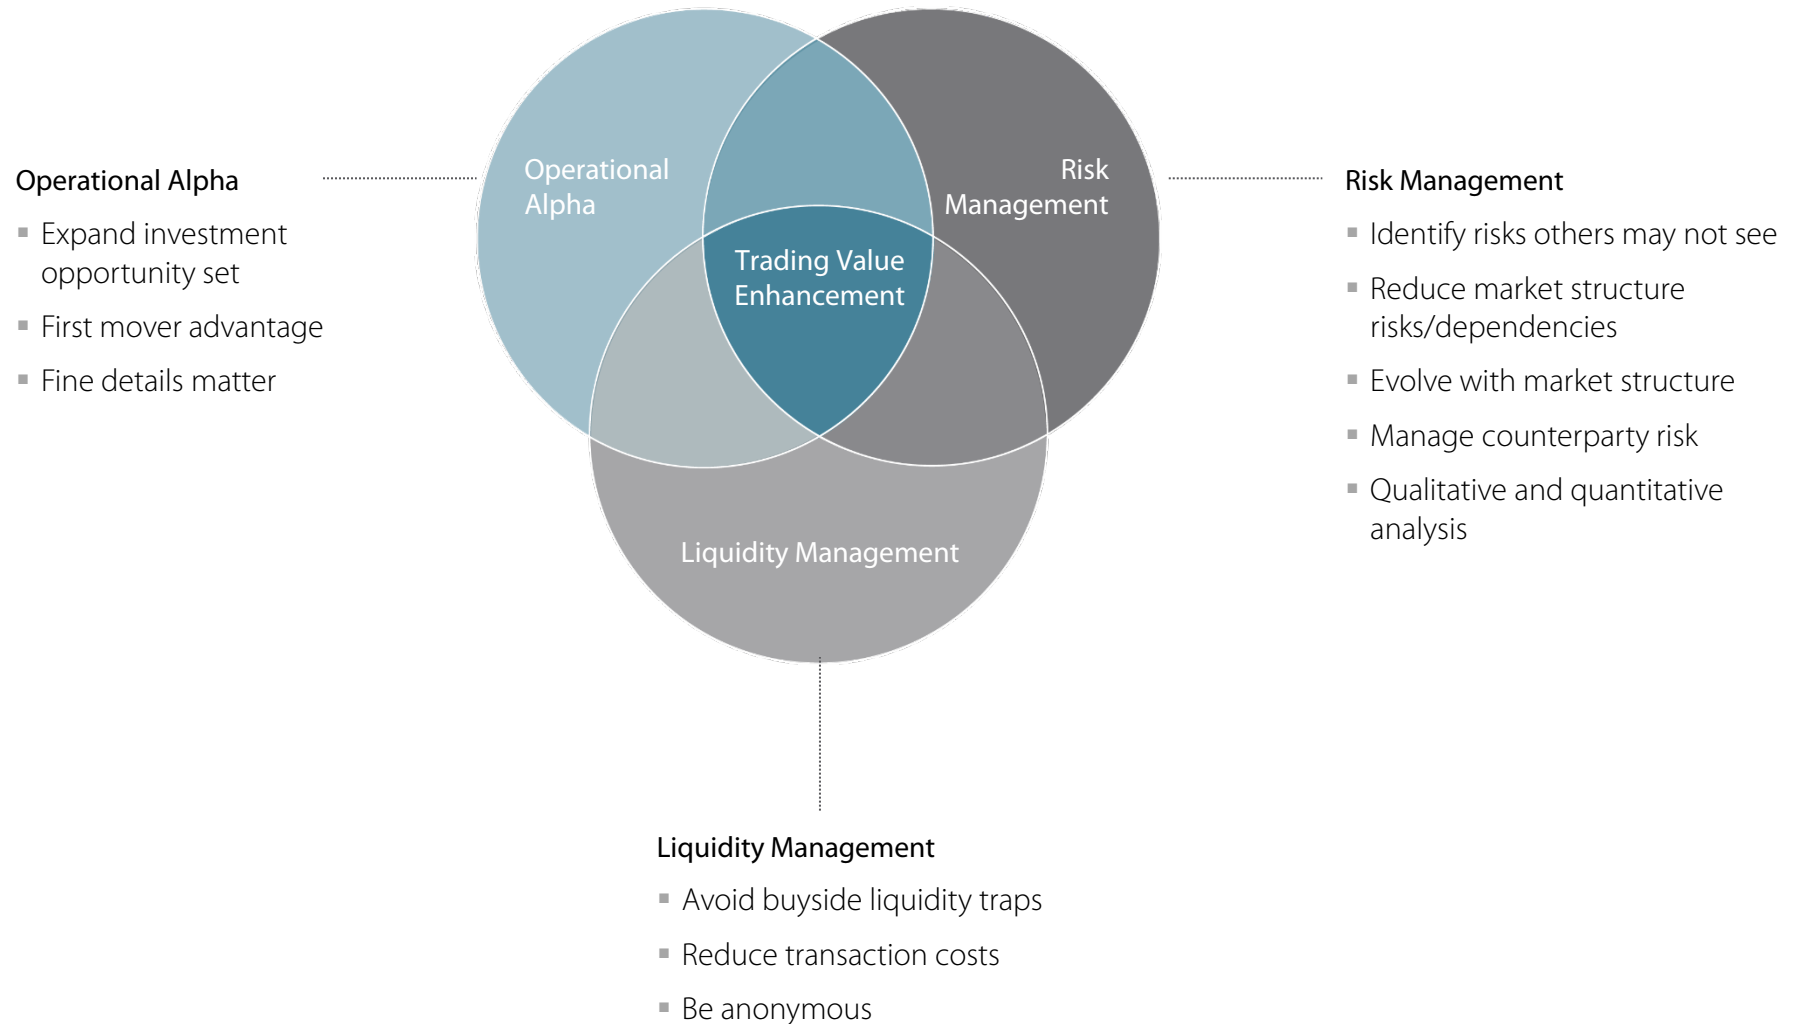 Operational
Alpha
Risk
Management
Trading Value
Enhancement
Liquidity Management
Operational Alpha
▪ Expand investment
opportunity set
▪ First mover advantage
▪ Fine details matter
Risk Management
▪ Identify risks others may not see
▪ Reduce market structure
risks/dependencies
▪ Evolve with market structure
▪ Manage counterparty risk
▪ Qualitative and quantitative
analysis
Liquidity Management
▪ Avoid buyside liquidity traps
▪ Reduce transaction costs
▪ Be anonymous